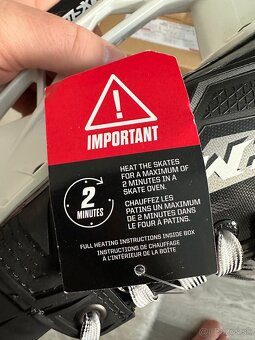 IMPORTANT
HEAT THE SKATES
FOR A MAXIMUM OF
2 MINUTES IN A
SKATE OVEN.
2
MINUTES
CHAUFFEZ LES
PATINS UN MAXIMUM
DE 2 MINUTES DANS
LE FOUR À PATINS.
FULL HEATING INSTRUCTIONS INSIDE BOX
INSTRUCTIONS DE CHAUFFAGE
À L'INTÉRIEUR DE LA BOÎTE